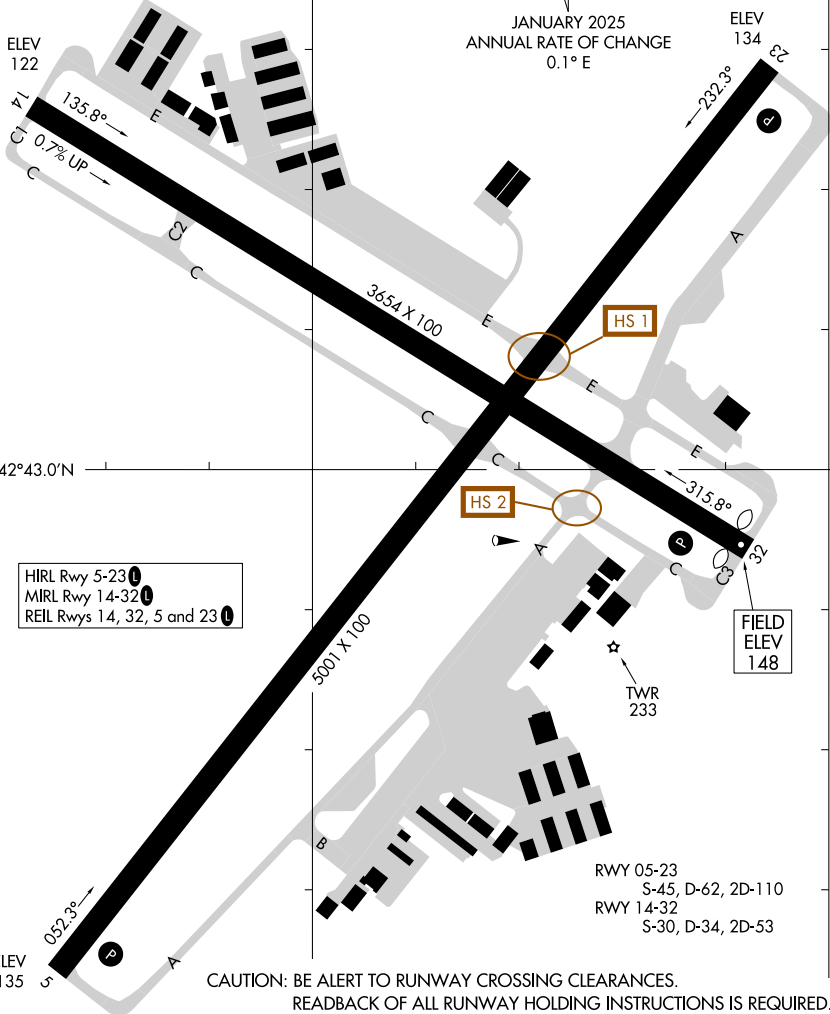 JANUARY 2025
ANNUAL RATE OF CHANGE
0.1° E
ELEV
134
23
ELEV
122
14
135.8°
0.7% UP
232.3°
P
E
C1
C
C2
C
A
3654 X 100
E
HS 1
E
C
C
E
42°43.0'N
HS 2
315.8°
A
P
C
C3
32
HIRL Rwy 5-23 L
MIRL Rwy 14-32 L
REIL Rwys 14, 32, 5 and 23 L
FIELD
ELEV
148
5001 X 100
TWR
233
B
RWY 05-23
S-45, D-62, 2D-110
RWY 14-32
S-30, D-34, 2D-53
052.3°
P
A
ELEV
135
5
CAUTION: BE ALERT TO RUNWAY CROSSING CLEARANCES.
READBACK OF ALL RUNWAY HOLDING INSTRUCTIONS IS REQUIRED.